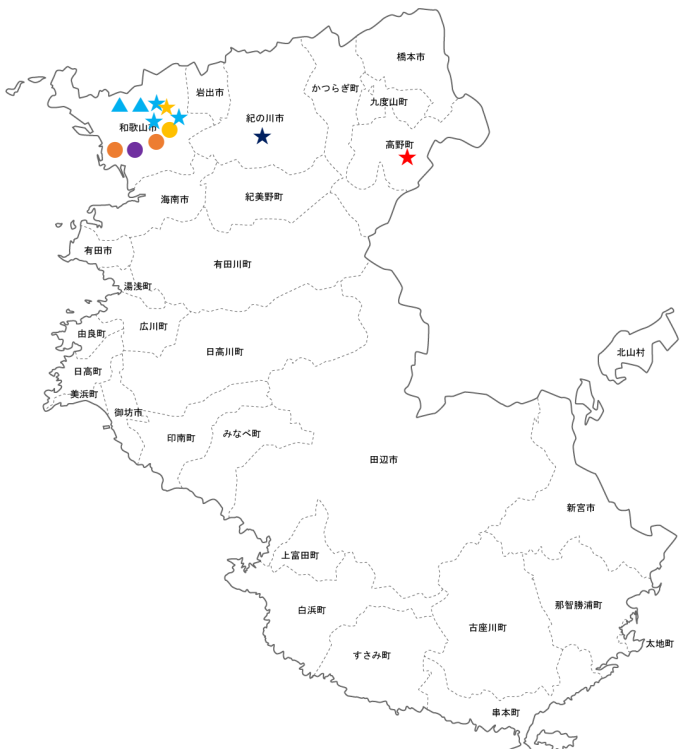 橋本市
かつらぎ町
岩出市
九度山町
紀の川市
和歌山市
高野町
紀美野町
海南市
有田市
有田川町
湯浅町
広川町
由良町
日高川町
北山村
日高町
美浜町
御坊市
みなべ町
印南町
田辺市
新宮市
上富田町
那智勝浦町
白浜町
古座川町
太地町
すさみ町
串本町